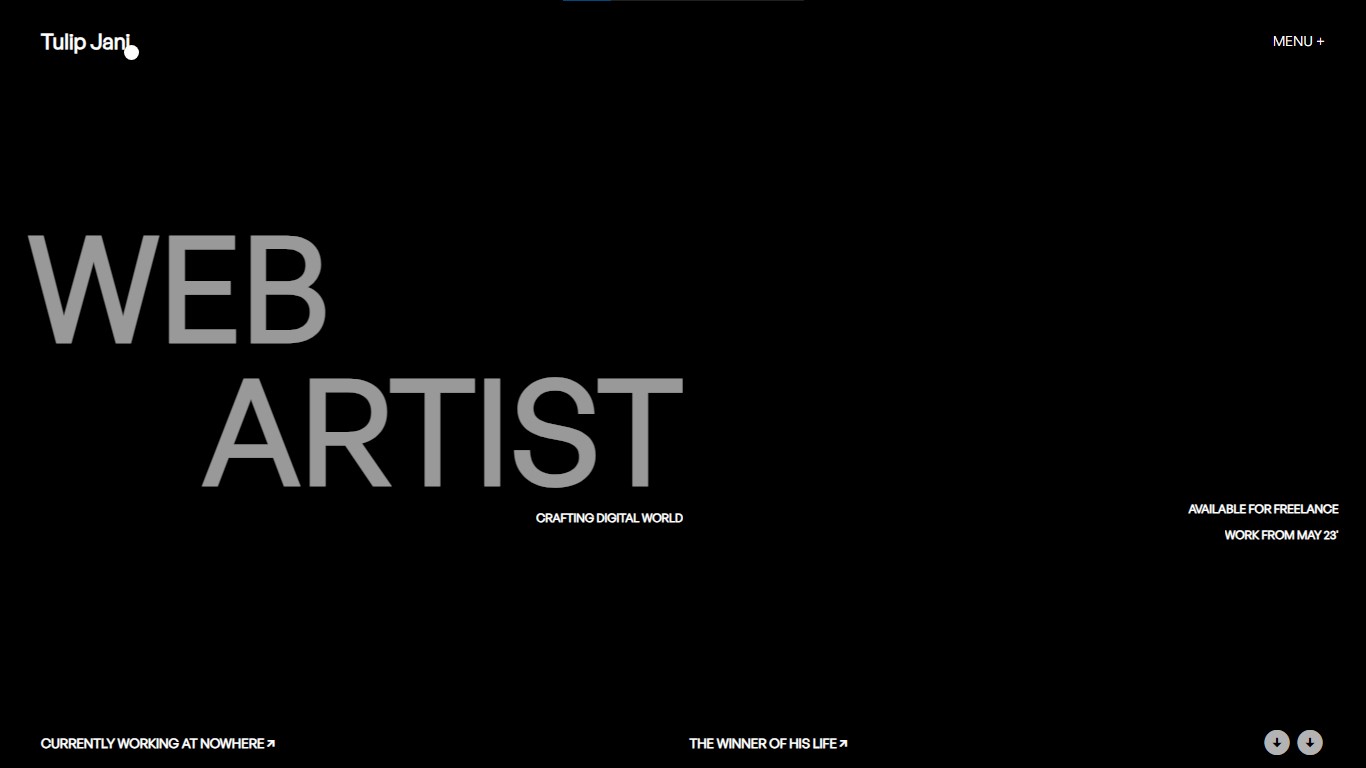 Tulip Jani
MENU +
WEB
ARTIST
CRAFTING DIGITAL WORLD
AVAILABLE FOR FREELANCE
WORK FROM MAY 23'
CURRENTLY WORKING AT NOWHERE
THE WINNER OF HIS LIFE